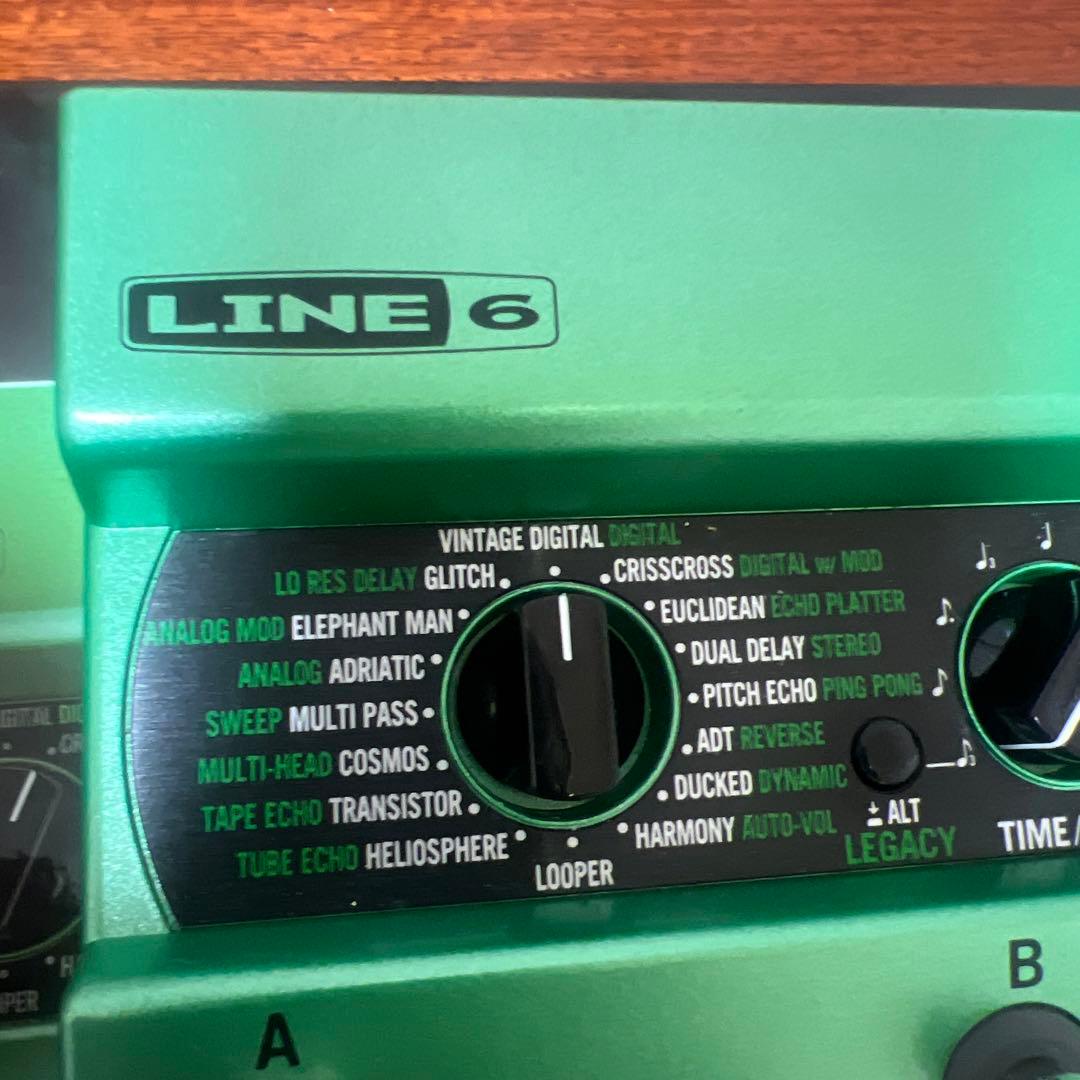 LINE 6
VINTAGE DIGITAL DIGITAL
LO RES DELAY GLITCH
CRISSCROSS DIGITAL w/ MOD
ANALOG MOD ELEPHANT MAN
EUCLIDEAN ECHO PLATTER
ANALOG ADRIATIC
DUAL DELAY STEREO
SWEEP MULTI PASS
PITCH ECHO PING PONG
MULTI-HEAD COSMOS
ADT REVERSE
TAPE ECHO TRANSISTOR
DUCKED DYNAMIC
TUBE ECHO HELIOSPHERE
HARMONY AUTO-VOL
LOOPER
ALT
LEGACY
TIME/
A
B